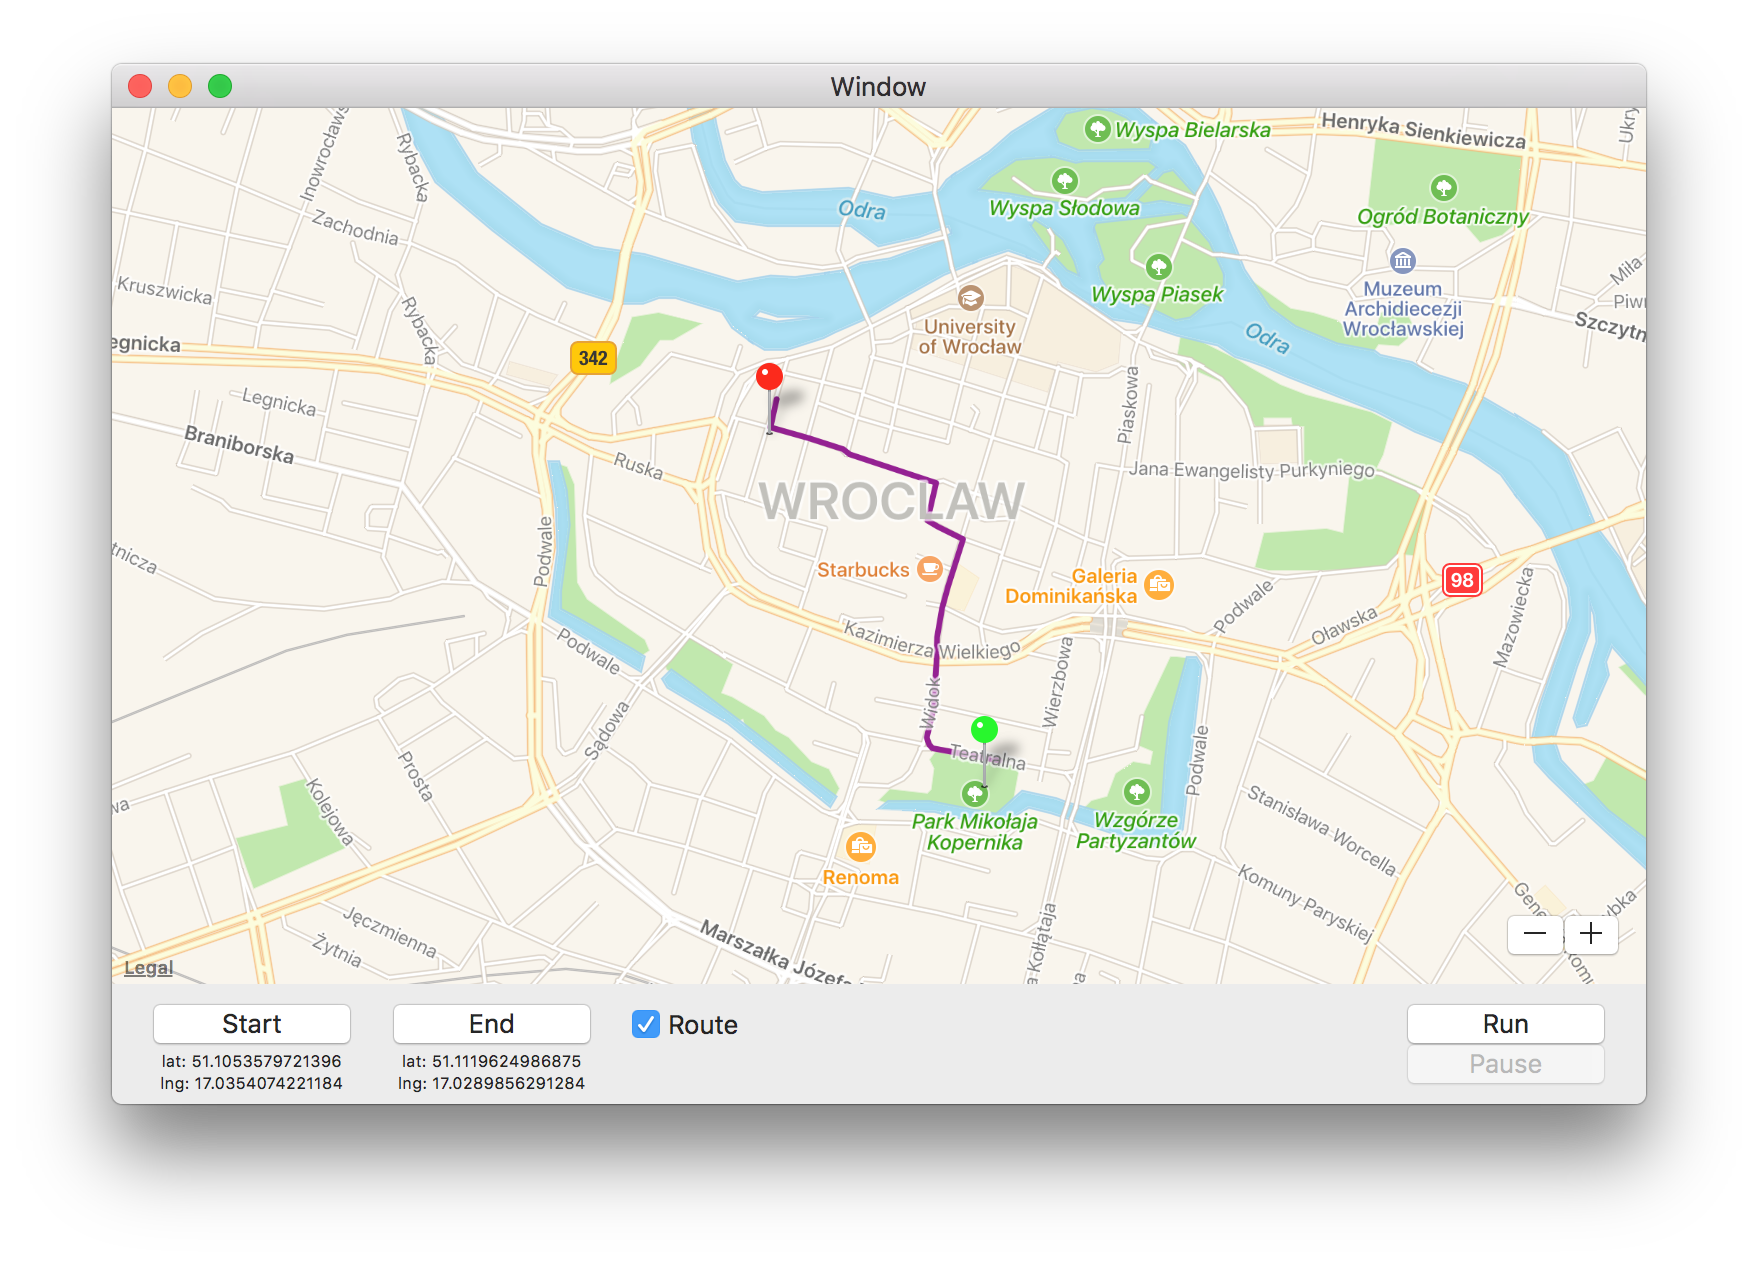 Window
Wyspa Bielarska
Henryka Sienkiewicza
Inowrocławs
Rybacka
Wyspa Słodowa
Odra
Ogród Botaniczny
Zachodnia
Miła
Kruszwicka
Wyspa Piasek
Muzeum
Archidiecezji
Wrocławskiej
Piwn
Szczytn
University
of Wrocław
Odra
egnicka
Rybacka
342
Legnicka
Piaskowa
Braniborska
Ruska
Jana Ewangelisty Purkyniego
WROCLAW
Podwale
tnicza
Starbucks
Galeria
Dominikańska
98
Podwale
Oławska
Mazowiecka
Kazimierza Wielkiego
Podwale
Wierzbowa
Widok
Sądowa
Teatralna
Podwale
Prosta
Kolejowa
wa
Park Mikołaja
Kopernika
Wzgórze
Partyzantów
Stanisława Worcella
Renoma
Komuny Paryskiej
Jęczmienna
Żytnia
Marszałka Józefa
a Kołłątaja
Gene
Legal
Start
End
Route
Run
lat: 51.1053579721396
lng: 17.0354074221184
lat: 51.1119624986875
lng: 17.0289856291284
Pause